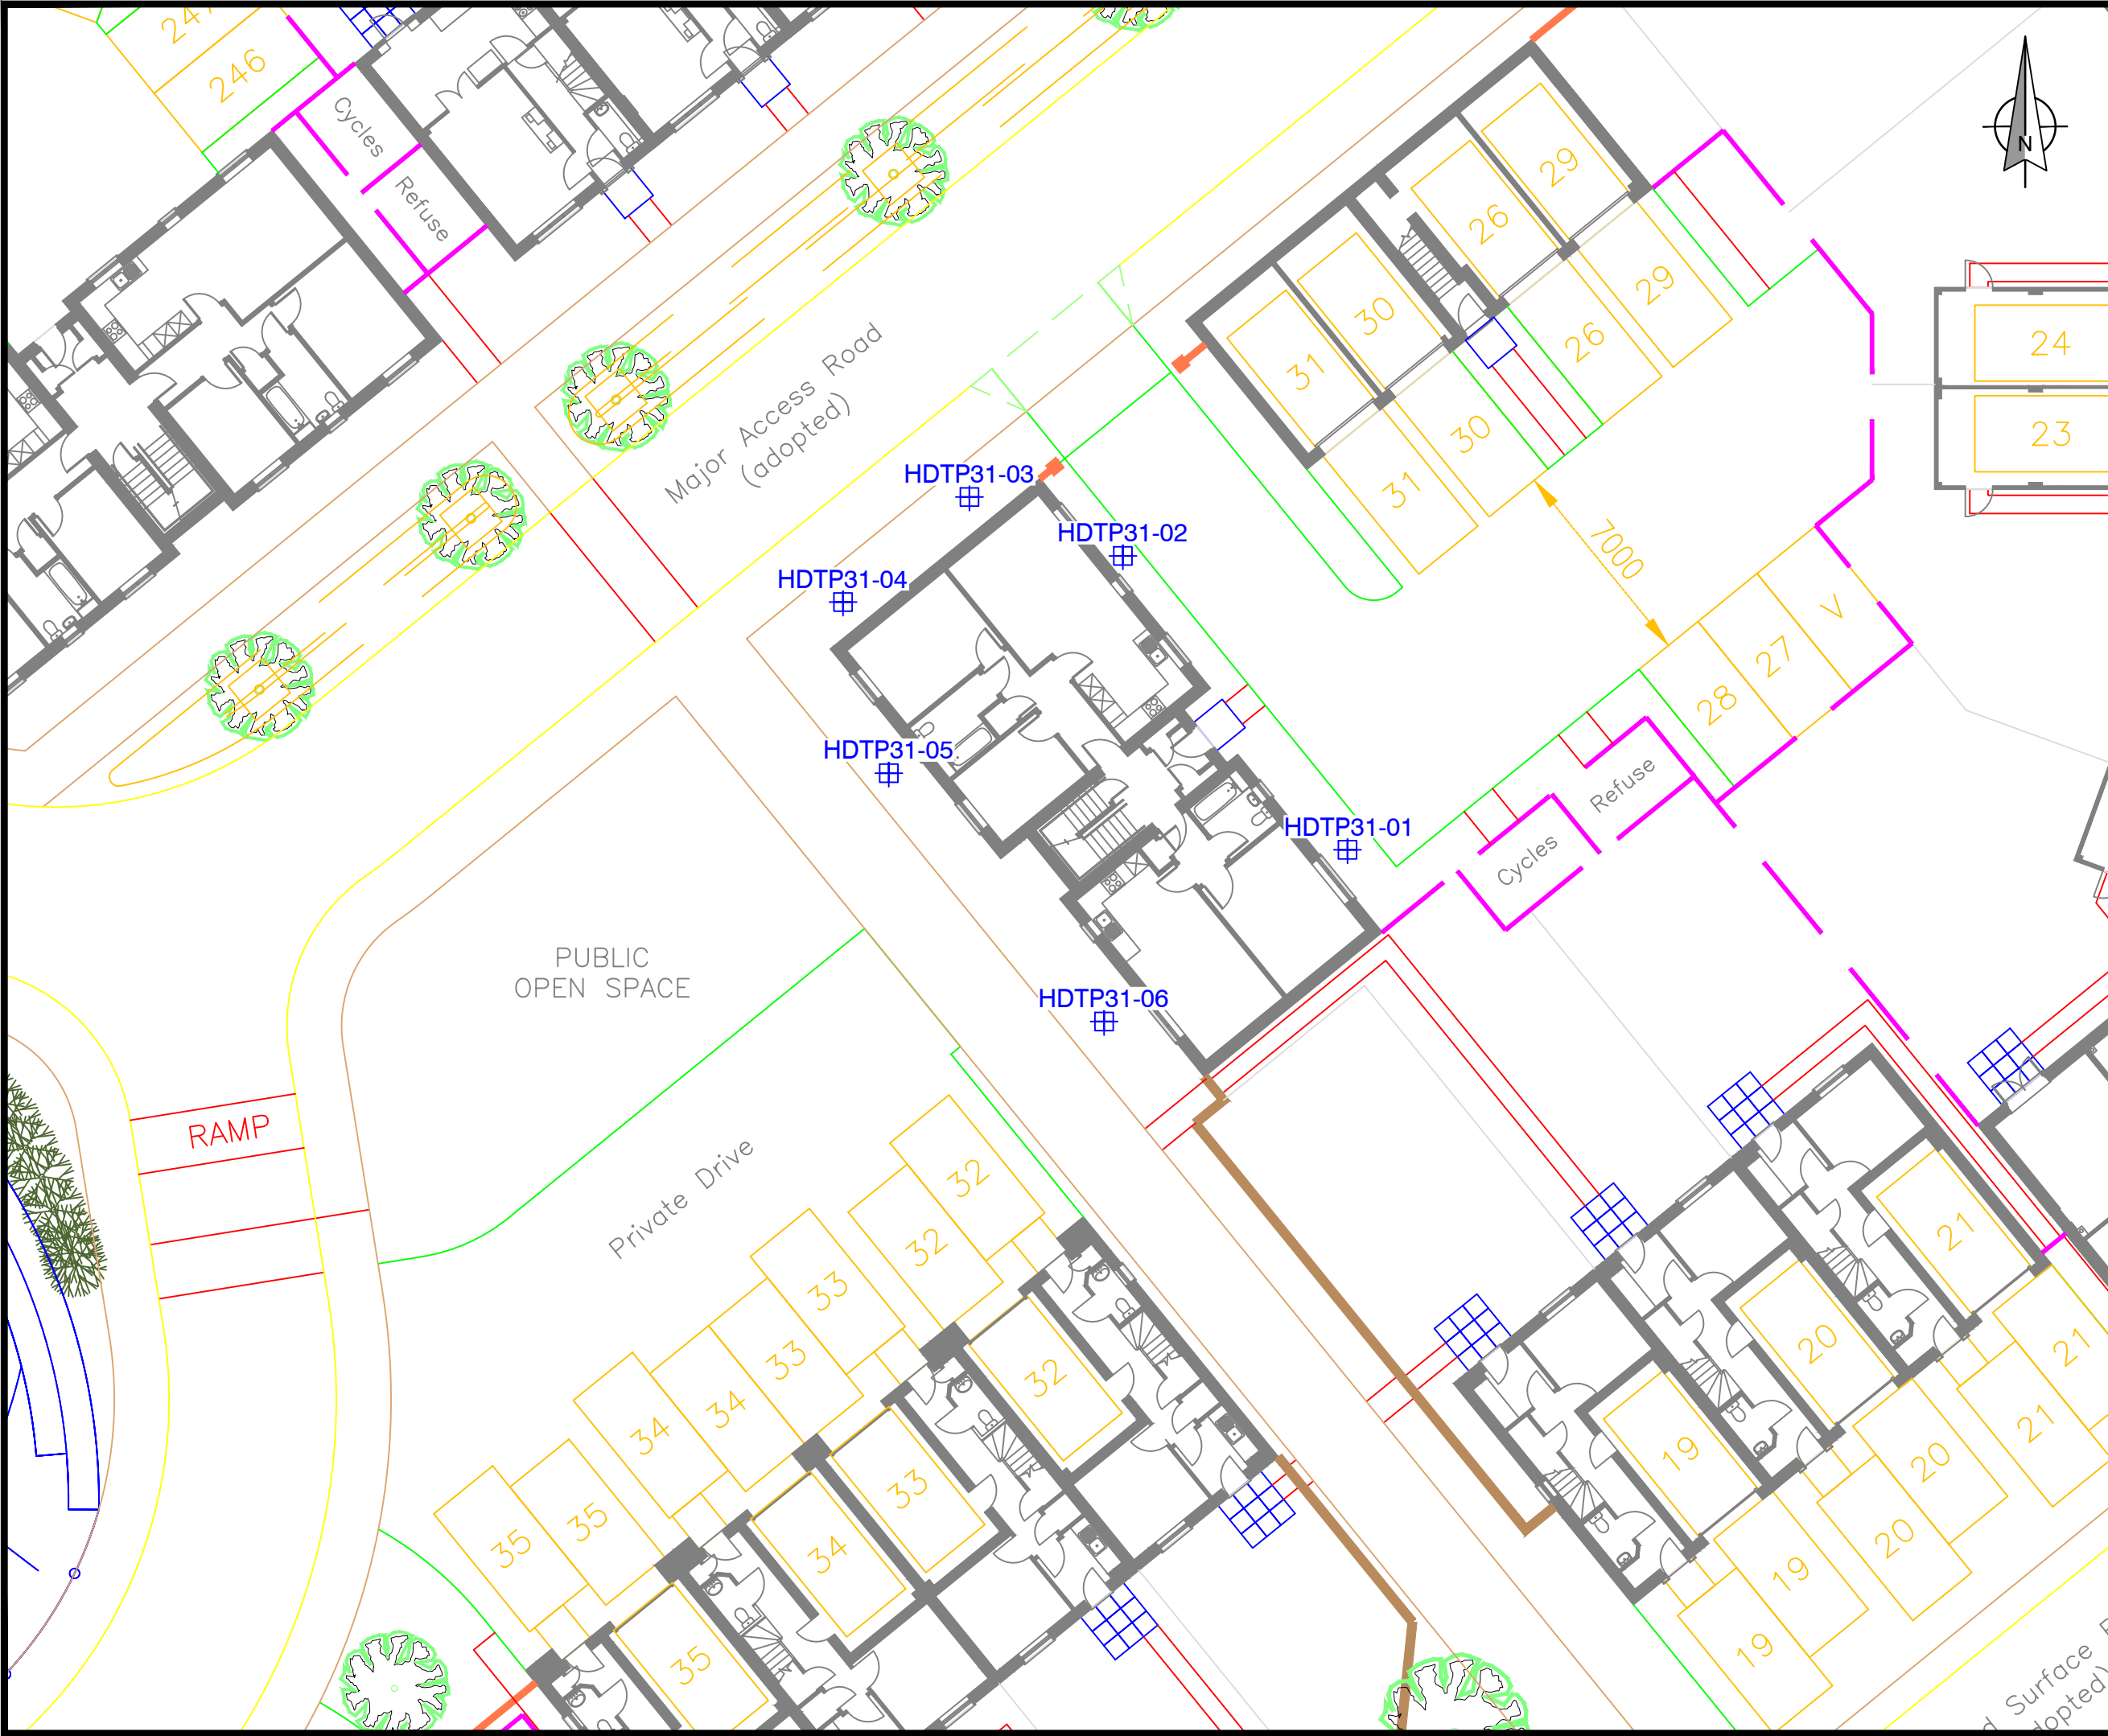 247
246
Cycles
Refuse
N
29
26
29
30
26
31
30
31
24
23
Major Access Road
(adopted)
HDTP31-03
HDTP31-02
HDTP31-04
7000
V
27
28
HDTP31-05
Refuse
HDTP31-01
Cycles
PUBLIC
OPEN SPACE
HDTP31-06
RAMP
Private Drive
32
32
33
33
34
34
35
35
32
33
34
35
21
20
19
21
21
20
20
19
19
Surface